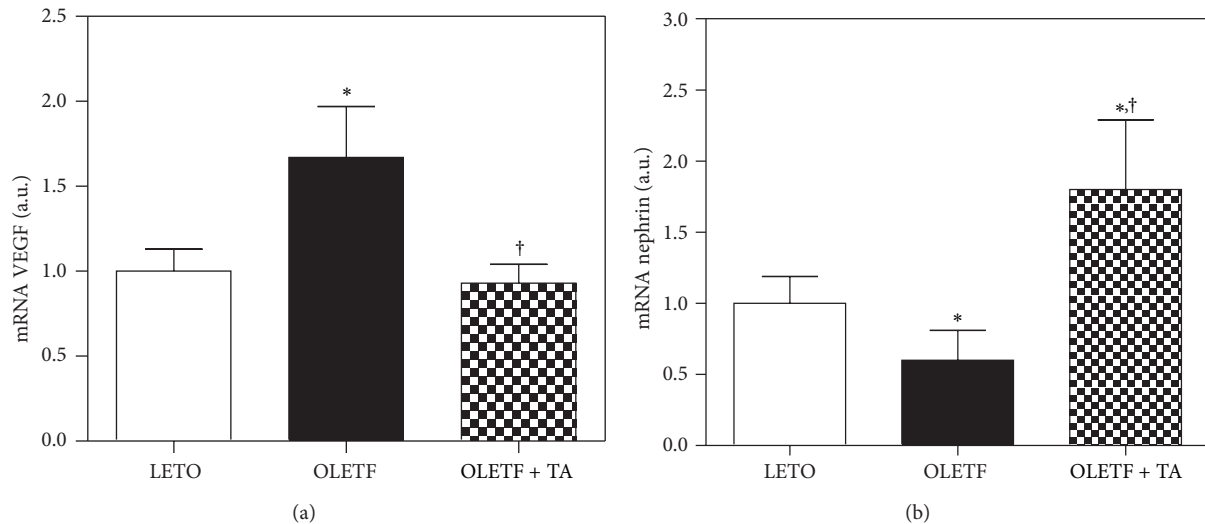 mRNA VEGF (a.u.)
2.5
2.0
1.5
1.0
0.5
0.0
*
†
LETO OLETF OLETF + TA
(a)
mRNA nephrin (a.u.)
3.0
2.5
2.0
1.5
1.0
0.5
0.0
*
*,†
LETO OLETF OLETF + TA
(b)